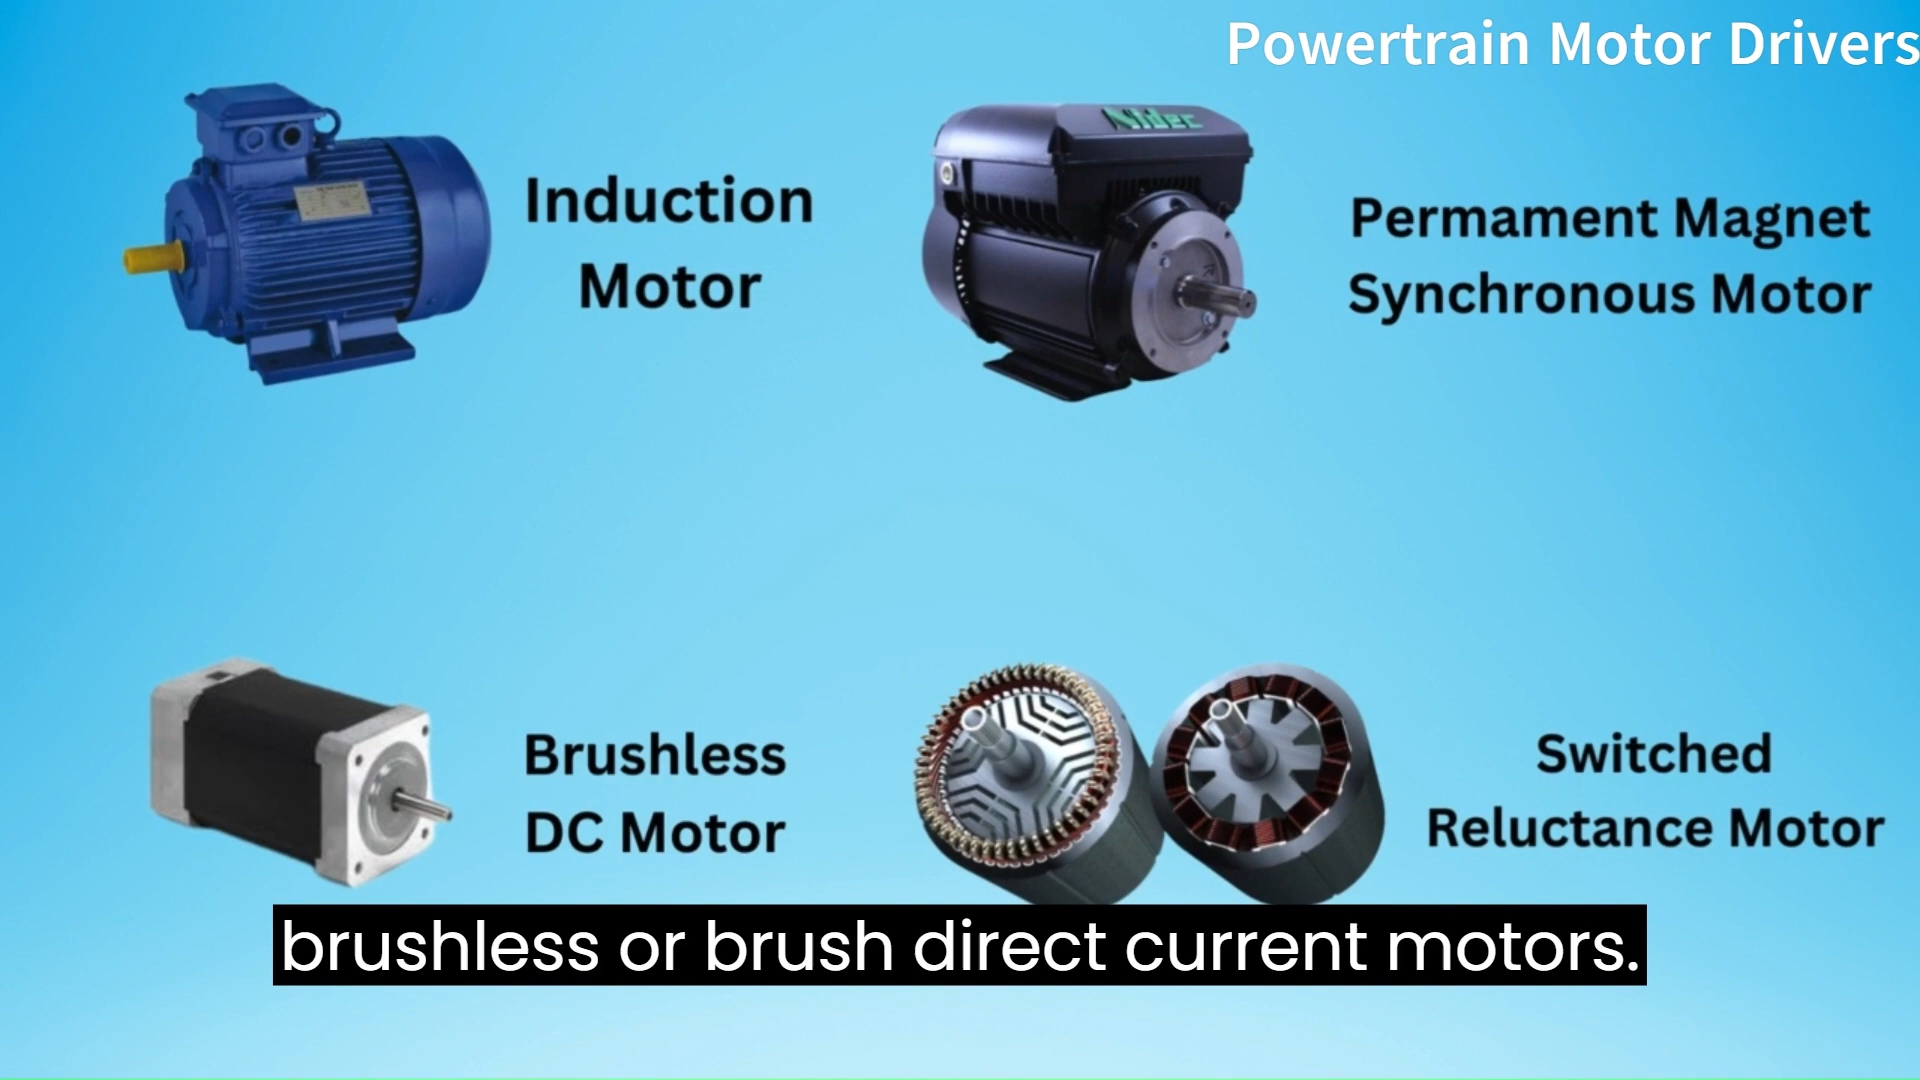 Powertrain Motor Drivers
Nidec
Induction
Motor
Permament Magnet
Synchronous Motor
Brushless
DC Motor
Switched
Reluctance Motor
brushless or brush direct current motors.